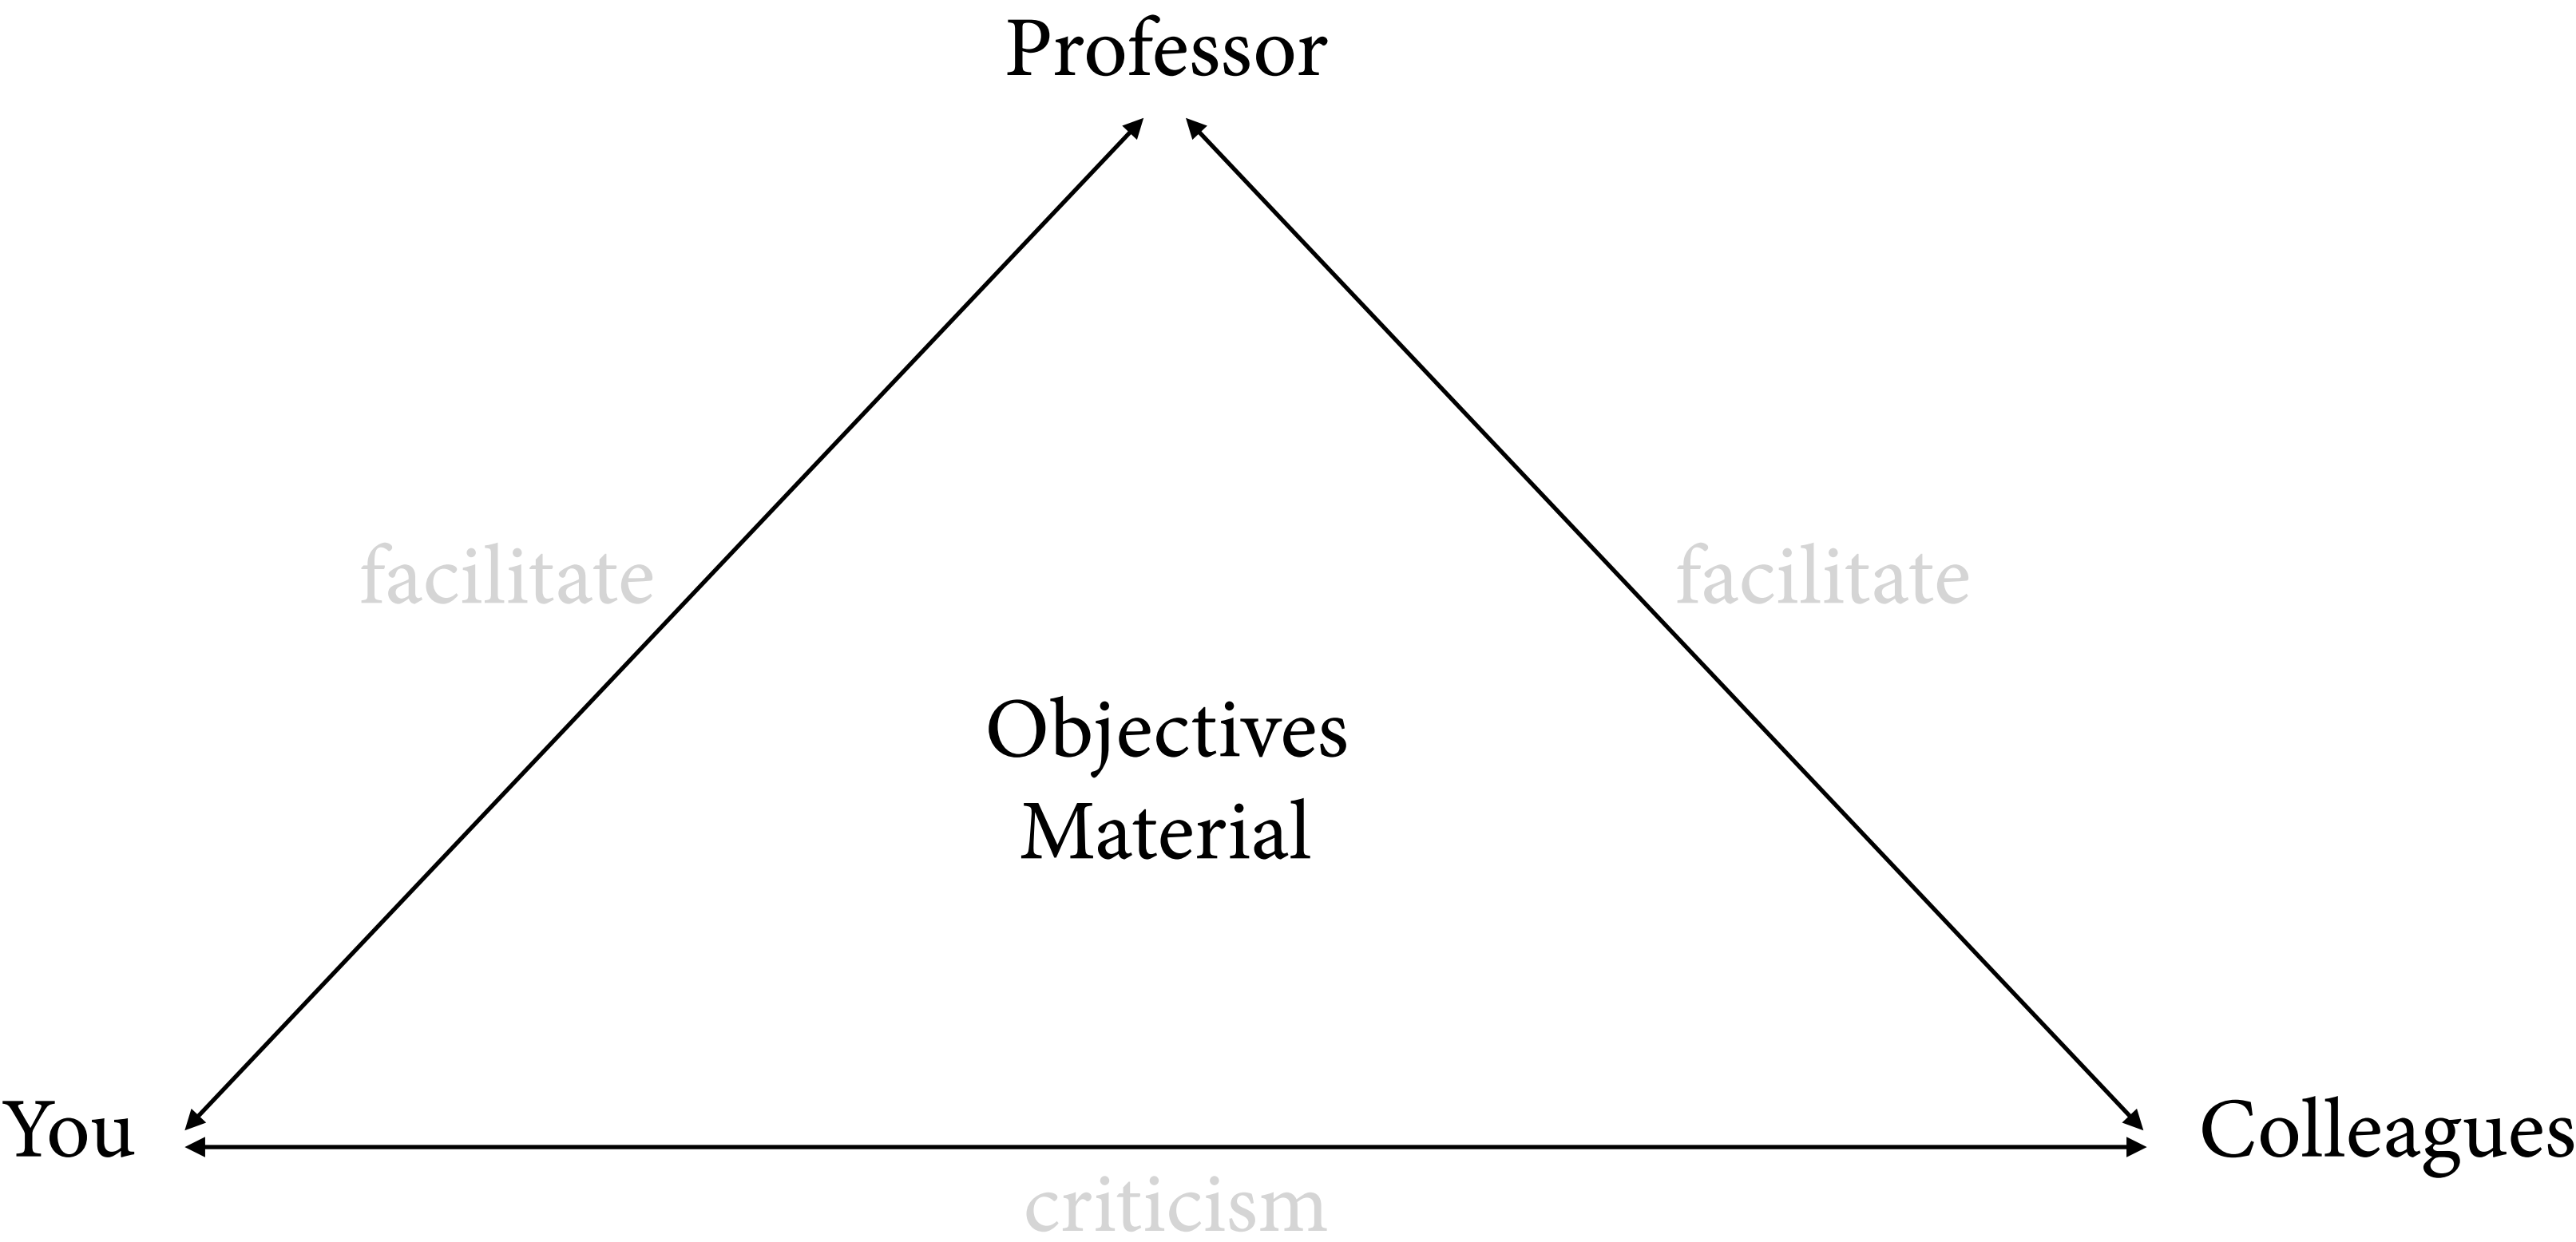 Professor
facilitate
facilitate
Objectives
Material
You
Colleagues
criticism